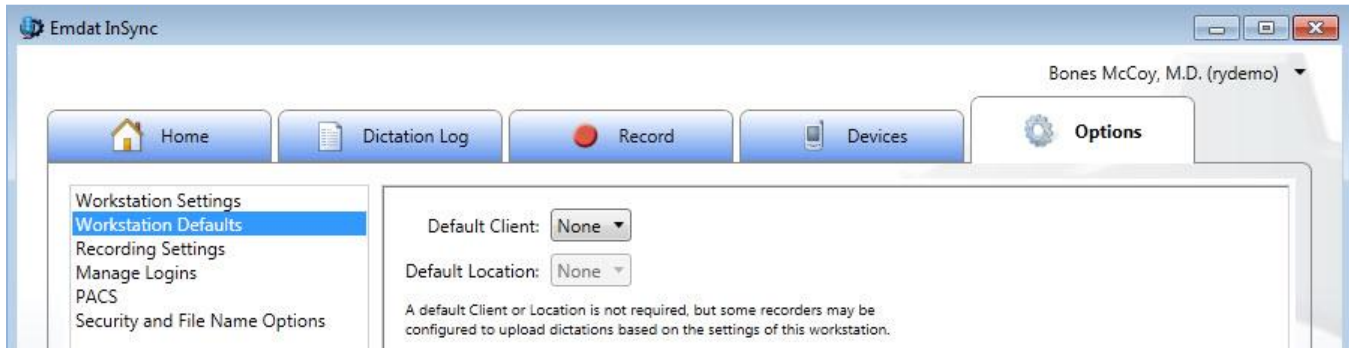 Emdat InSync
Bones McCoy, M.D. (rydemo)
Home
Dictation Log
Record
Devices
Options
Workstation Settings
Workstation Defaults
Recording Settings
Manage Logins
PACS
Security and File Name Options
Default Client: None
Default Location: None
A default Client or Location is not required, but some recorders may be
configured to upload dictations based on the settings of this workstation.